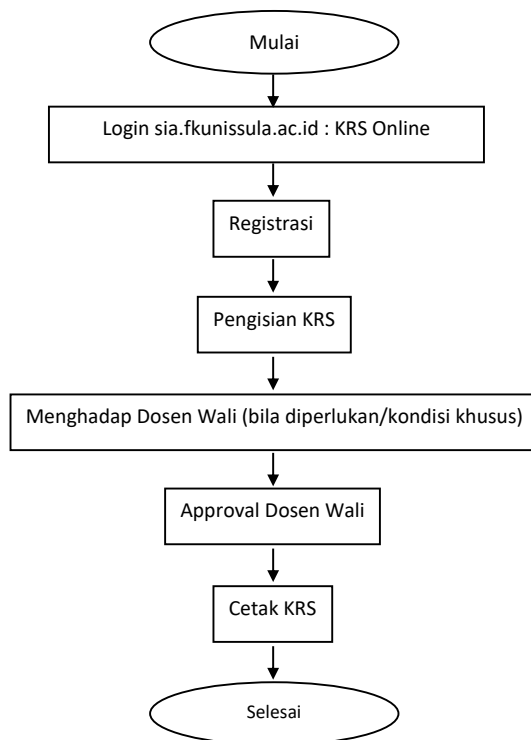 Mulai
Login sia.fkunissula.ac.id : KRS Online
Registrasi
Pengisian KRS
Menghadap Dosen Wali (bila diperlukan/kondisi khusus)
Approval Dosen Wali
Cetak KRS
Selesai